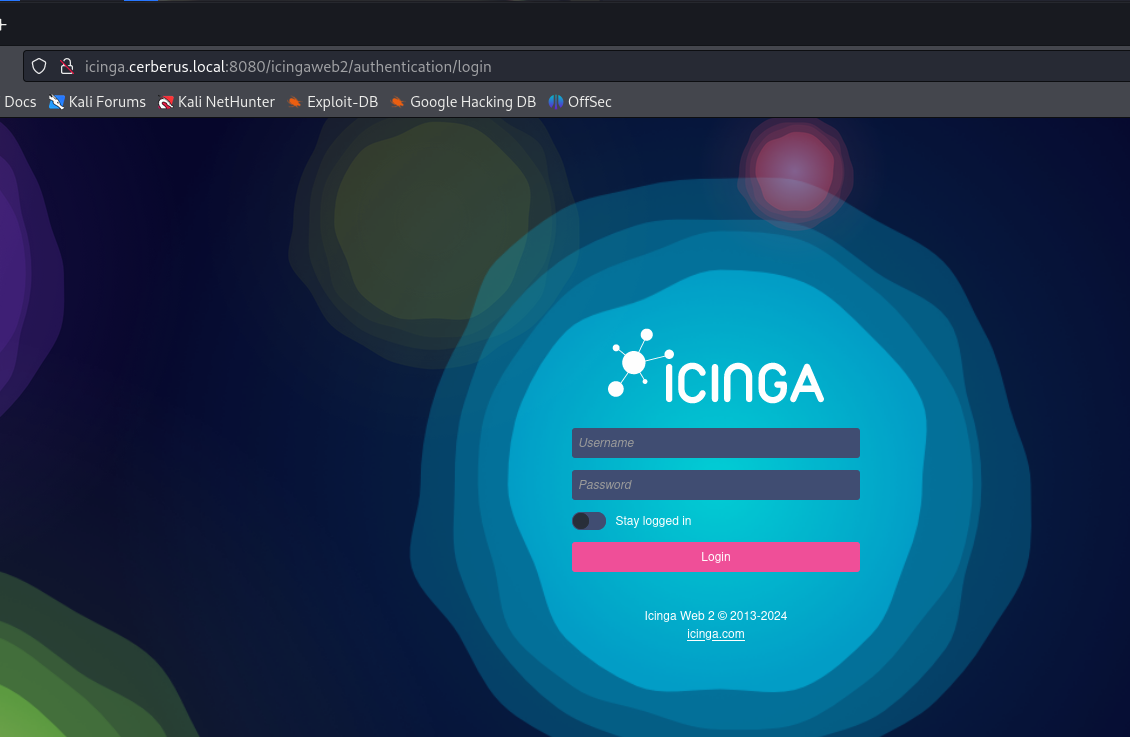 +
icinga.cerberus.local:8080/icingaweb2/authentication/login
Docs Kali Forums Kali NetHunter Exploit-DB Google Hacking DB OffSec
ICINGA
Username
Password
Stay logged in
Login
Icinga Web 2 © 2013-2024
icinga.com